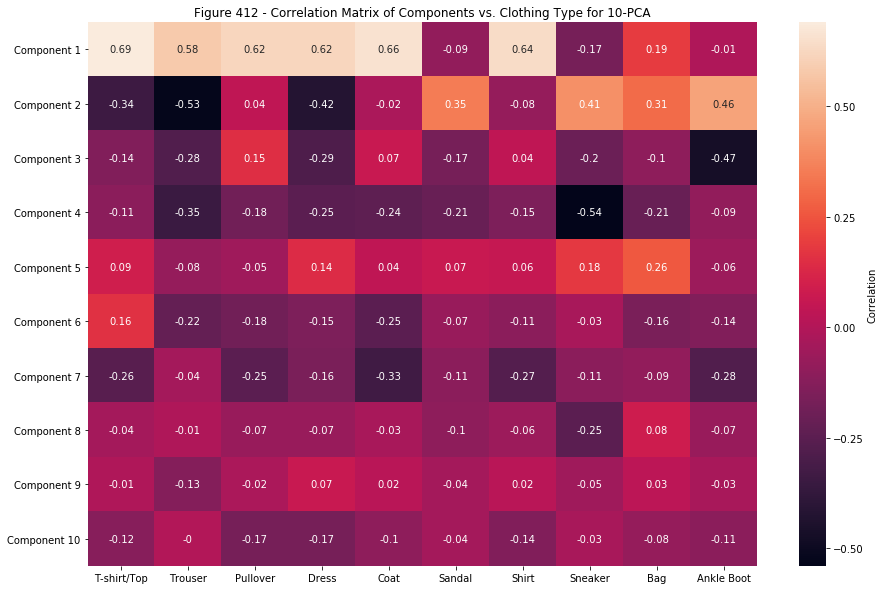 Figure 412 - Correlation Matrix of Components vs. Clothing Type for 10-PCA
Component 1 0.69 0.58 0.62 0.62 0.66 -0.09 0.64 -0.17 0.19 -0.01
Component 2 -0.34 -0.53 0.04 -0.42 -0.02 0.35 -0.08 0.41 0.31 0.46
Component 3 -0.14 -0.28 0.15 -0.29 0.07 -0.17 0.04 -0.2 -0.1 -0.47
Component 4 -0.11 -0.35 -0.18 -0.25 -0.24 -0.21 -0.15 -0.54 -0.21 -0.09
Component 5 0.09 -0.08 -0.05 0.14 0.04 0.07 0.06 0.18 0.26 -0.06
Component 6 0.16 -0.22 -0.18 -0.15 -0.25 -0.07 -0.11 -0.03 -0.16 -0.14
Component 7 -0.26 -0.04 -0.25 -0.16 -0.33 -0.11 -0.27 -0.11 -0.09 -0.28
Component 8 -0.04 -0.01 -0.07 -0.07 -0.03 -0.1 -0.06 -0.25 0.08 -0.07
Component 9 -0.01 -0.13 -0.02 0.07 0.02 -0.04 0.02 -0.05 0.03 -0.03
Component 10 -0.12 -0 -0.17 -0.17 -0.1 -0.04 -0.14 -0.03 -0.08 -0.11
T-shirt/Top Trouser Pullover Dress Coat Sandal Shirt Sneaker Bag Ankle Boot
0.50
0.25
0.00
−0.25
−0.50
Correlation